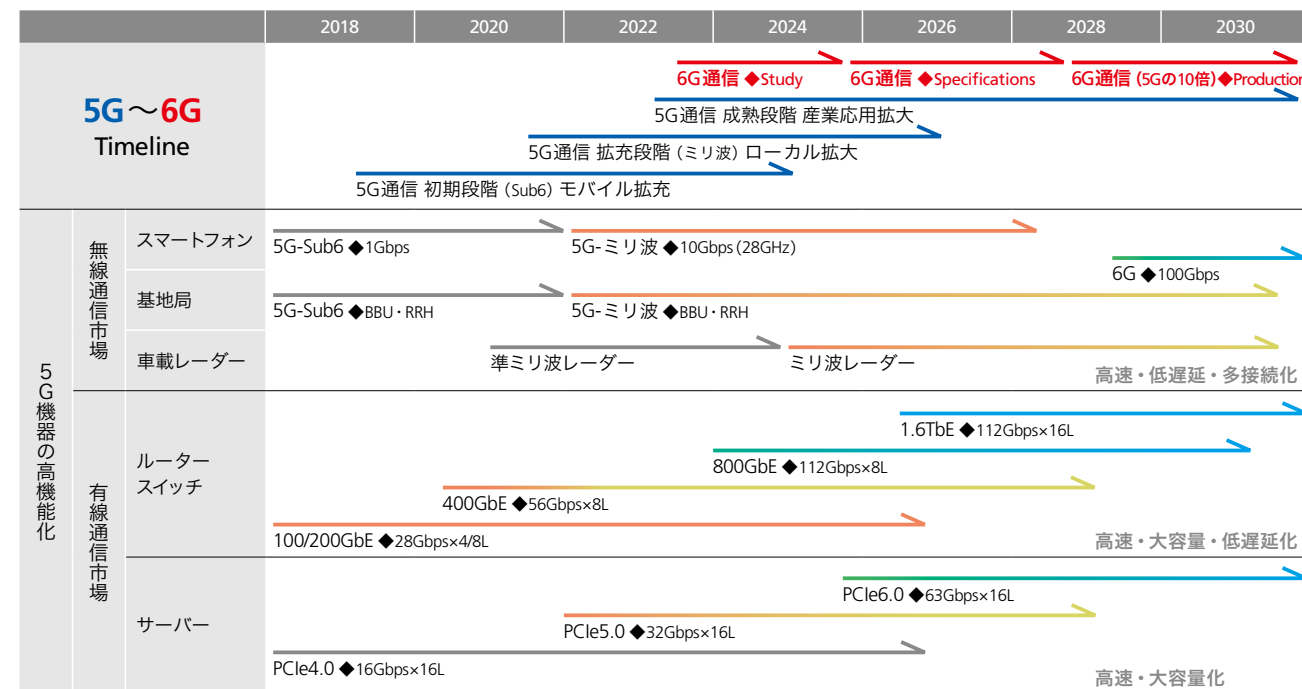 2018 2020 2022 2024 2026 2028 2030
5G～6G
Timeline
6G通信 ◆Study
6G通信 ◆Specifications
6G通信 (5Gの10倍)◆Production
5G通信 成熟段階 産業応用拡大
5G通信 拡充段階 (ミリ波) ローカル拡大
5G通信 初期段階 (Sub6) モバイル拡充
5G機器の高機能化
無線通信市場
スマートフォン
5G-Sub6 ◆1Gbps
5G-ミリ波 ◆10Gbps(28GHz)
6G ◆100Gbps
基地局
5G-Sub6 ◆BBU・RRH
5G-ミリ波 ◆BBU・RRH
車載レーダー
準ミリ波レーダー
ミリ波レーダー
高速・低遅延・多接続化
有線通信市場
ルーター
スイッチ
1.6TbE ◆112Gbps×16L
800GbE ◆112Gbps×8L
400GbE ◆56Gbps×8L
100/200GbE ◆28Gbps×4/8L
高速・大容量・低遅延化
サーバー
PCIe6.0 ◆63Gbps×16L
PCIe5.0 ◆32Gbps×16L
PCIe4.0 ◆16Gbps×16L
高速・大容量化